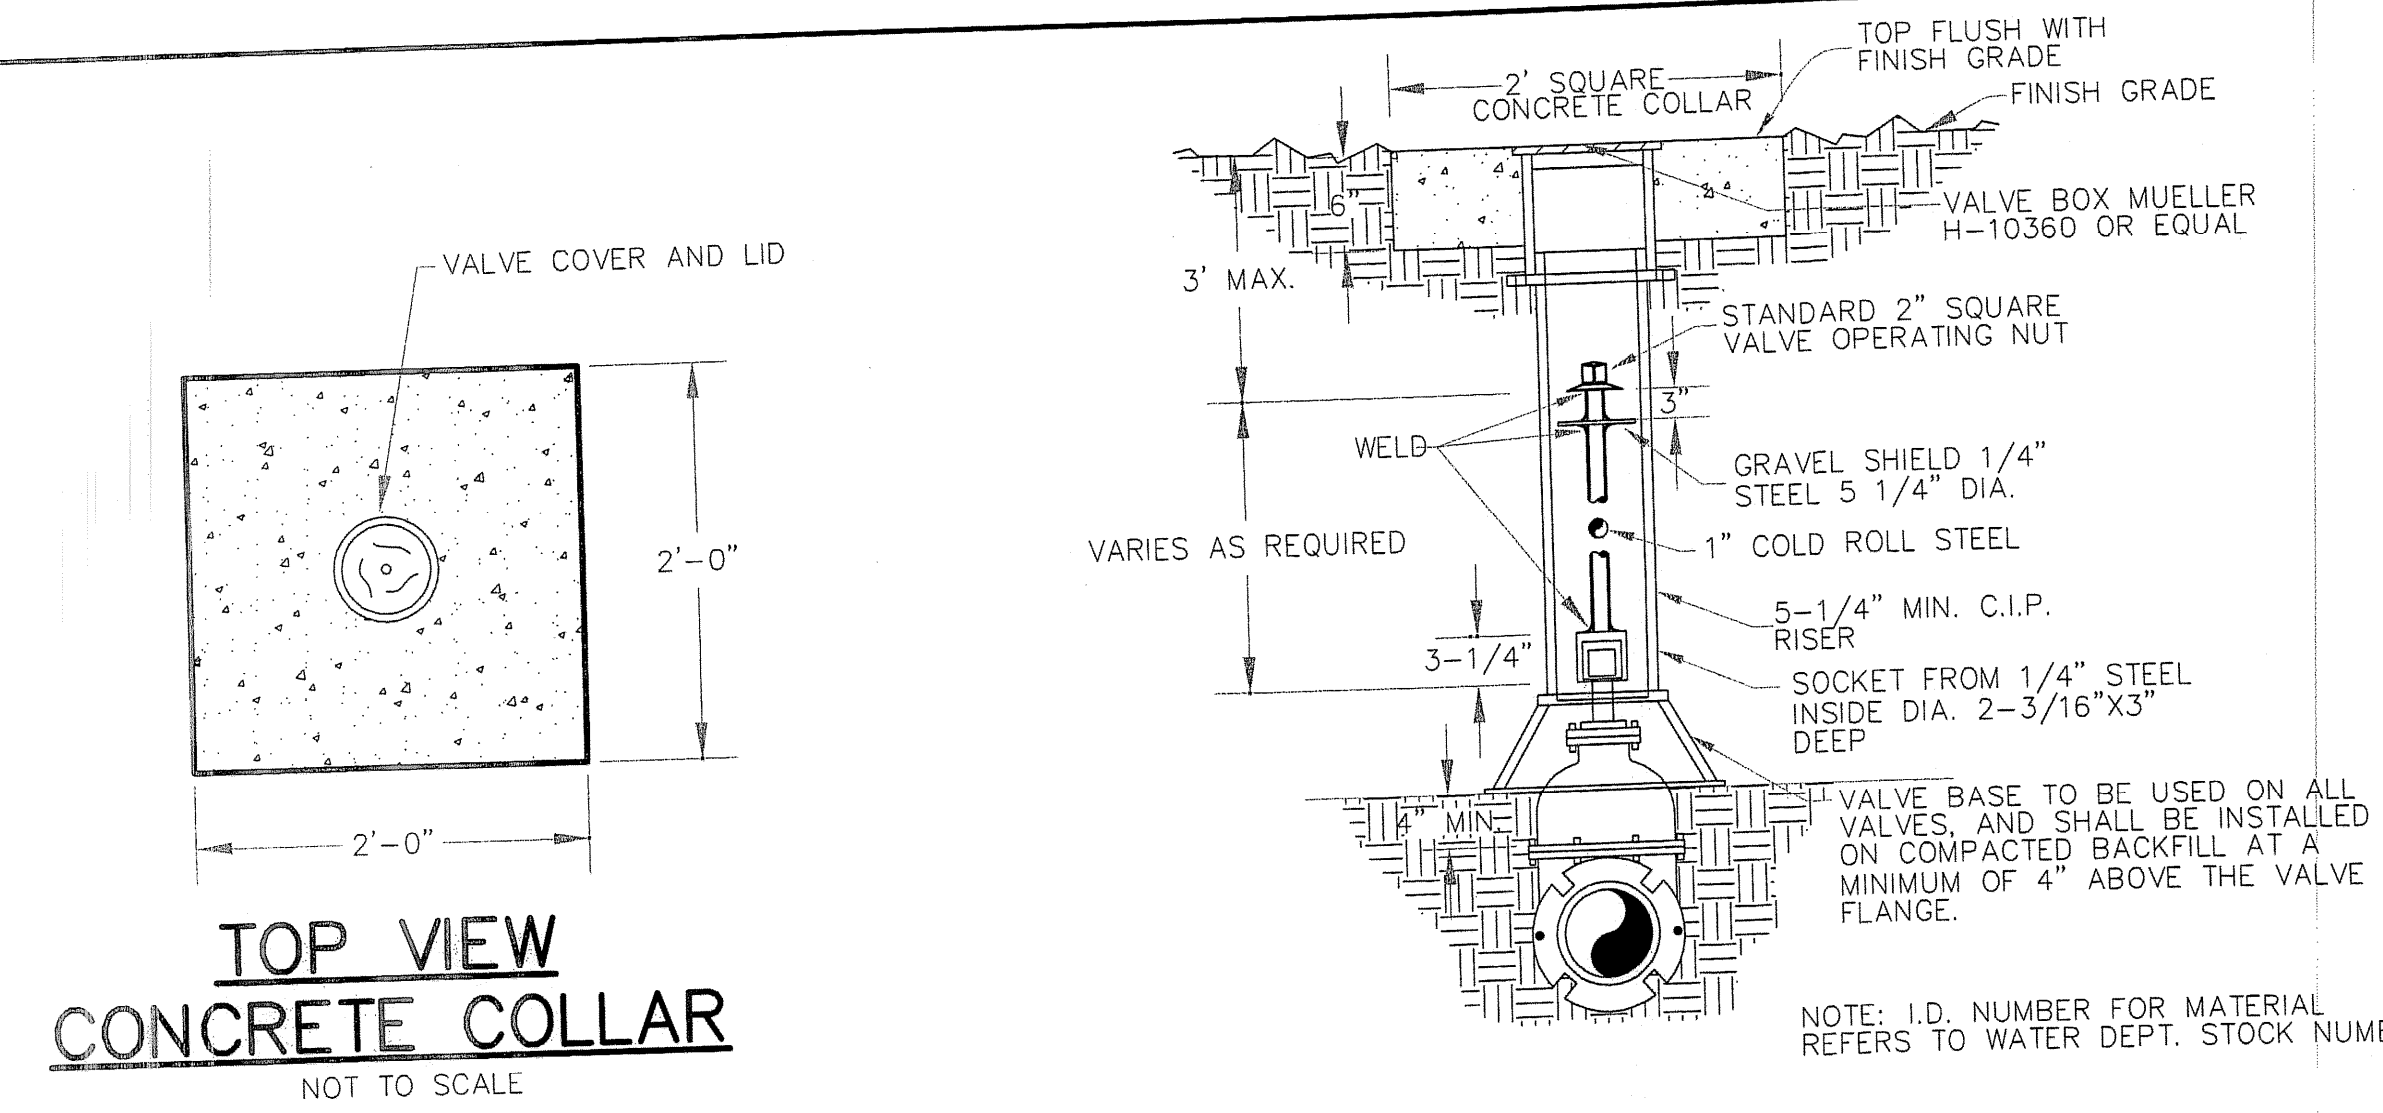 VALVE COVER AND LID
2'-0"
2'-0"
TOP VIEW
CONCRETE COLLAR
NOT TO SCALE
TOP FLUSH WITH
FINISH GRADE
2' SQUARE
CONCRETE COLLAR
FINISH GRADE
6"
VALVE BOX MUELLER
H-10360 OR EQUAL
3' MAX.
STANDARD 2" SQUARE
VALVE OPERATING NUT
3"
WELD
GRAVEL SHIELD 1/4"
STEEL 5 1/4" DIA.
VARIES AS REQUIRED
1" COLD ROLL STEEL
5-1/4" MIN. C.I.P.
RISER
3-1/4"
SOCKET FROM 1/4" STEEL
INSIDE DIA. 2-3/16"X3"
DEEP
4" MIN.
VALVE BASE TO BE USED ON ALL
VALVES, AND SHALL BE INSTALLED
ON COMPACTED BACKFILL AT A
MINIMUM OF 4" ABOVE THE VALVE
FLANGE.
NOTE: I.D. NUMBER FOR MATERIAL
REFERS TO WATER DEPT. STOCK